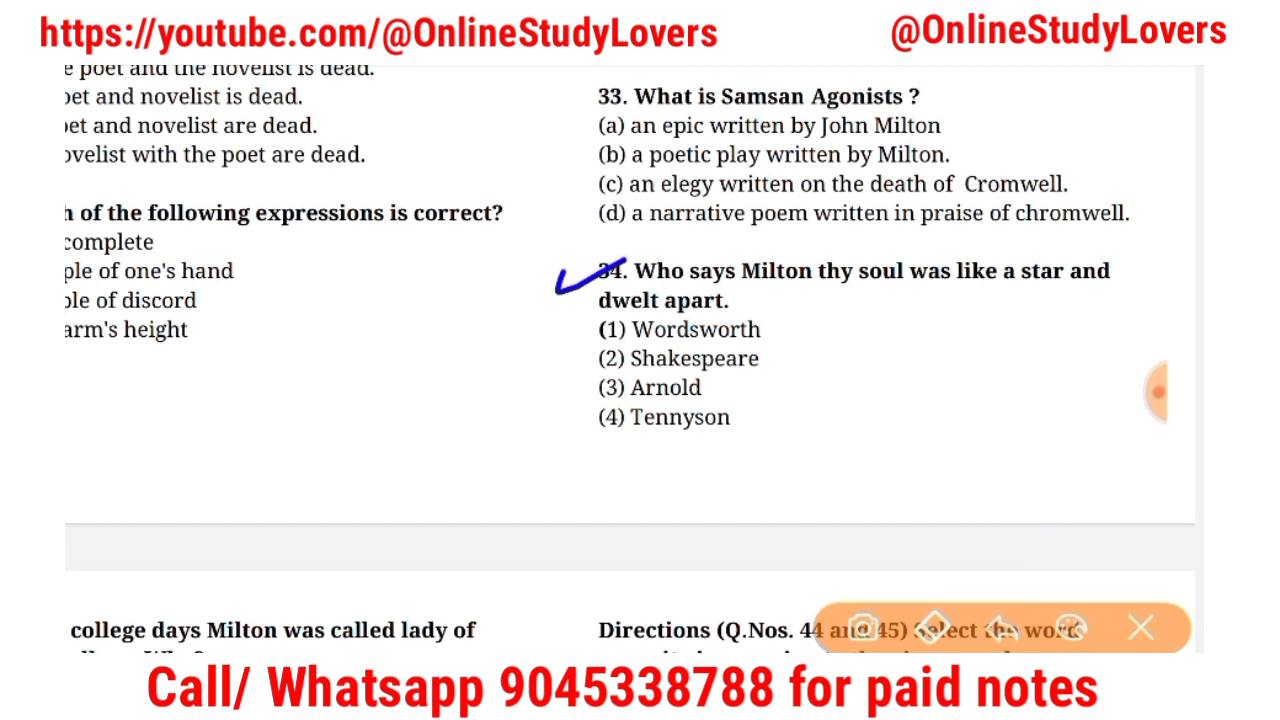 https://youtube.com/@OnlineStudyLovers
@OnlineStudyLovers
e poet and the novelist is dead.
oet and novelist is dead.
oet and novelist are dead.
ovelist with the poet are dead.
h of the following expressions is correct?
complete
ple of one's hand
ple of discord
arm's height
33. What is Samsan Agonists ?
(a) an epic written by John Milton
(b) a poetic play written by Milton.
(c) an elegy written on the death of Cromwell.
(d) a narrative poem written in praise of chromwell.
34. Who says Milton thy soul was like a star and
dwelt apart.
(1) Wordsworth
(2) Shakespeare
(3) Arnold
(4) Tennyson
college days Milton was called lady of
Directions (Q.Nos. 44 and 45) Select the word
Call/ Whatsapp 9045338788 for paid notes